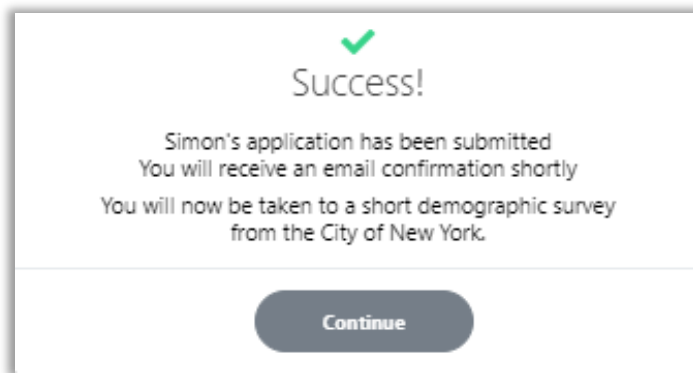 Success!
Simon's application has been submitted
You will receive an email confirmation shortly
You will now be taken to a short demographic survey
from the City of New York.
Continue